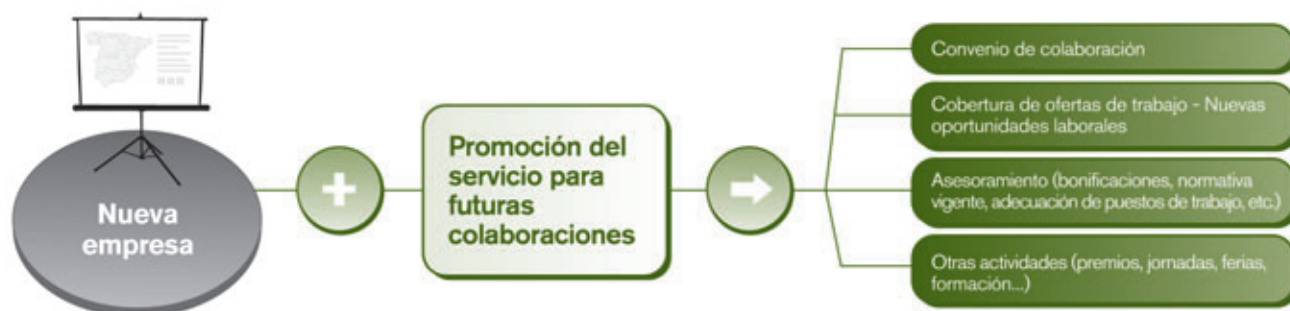 Nueva
empresa
Promoción del
servicio para
futuras
colaboraciones
Convenio de colaboración
Cobertura de ofertas de trabajo - Nuevas
oportunidades laborales
Asesoramiento (bonificaciones, normativa
vigente, adecuación de puestos de trabajo, etc.)
Otras actividades (premios, jornadas, ferias,
formación...)